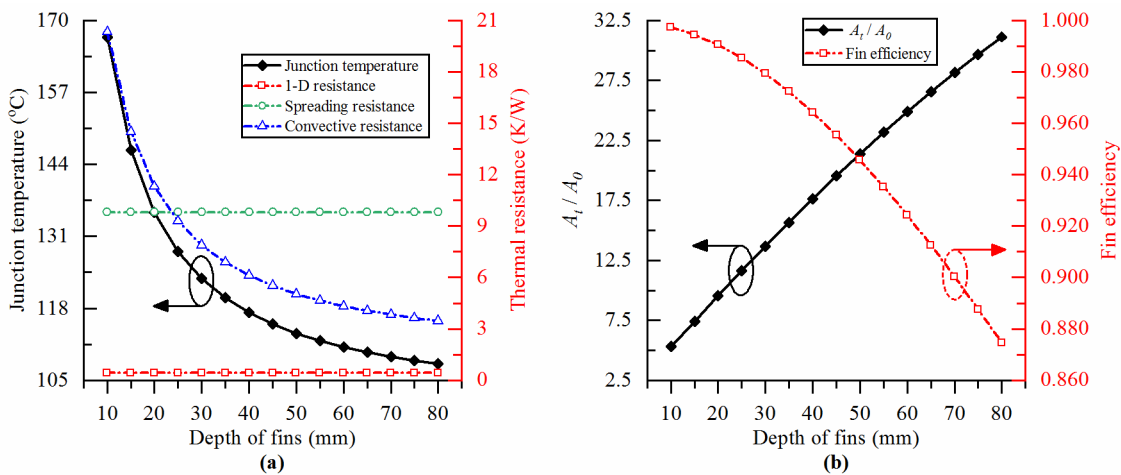 170
157
144
131
118
105
Junction temperature (°C)
21
18
15
12
9
6
3
0
Thermal resistance (K/W)
Junction temperature
1-D resistance
Spreading resistance
Convective resistance
10 20 30 40 50 60 70 80
Depth of fins (mm)
(a)
32.5
27.5
22.5
17.5
12.5
7.5
2.5
At / A0
1.000
0.980
0.960
0.940
0.920
0.900
0.880
0.860
Fin efficiency
At / A0
Fin efficiency
10 20 30 40 50 60 70 80
Depth of fins (mm)
(b)